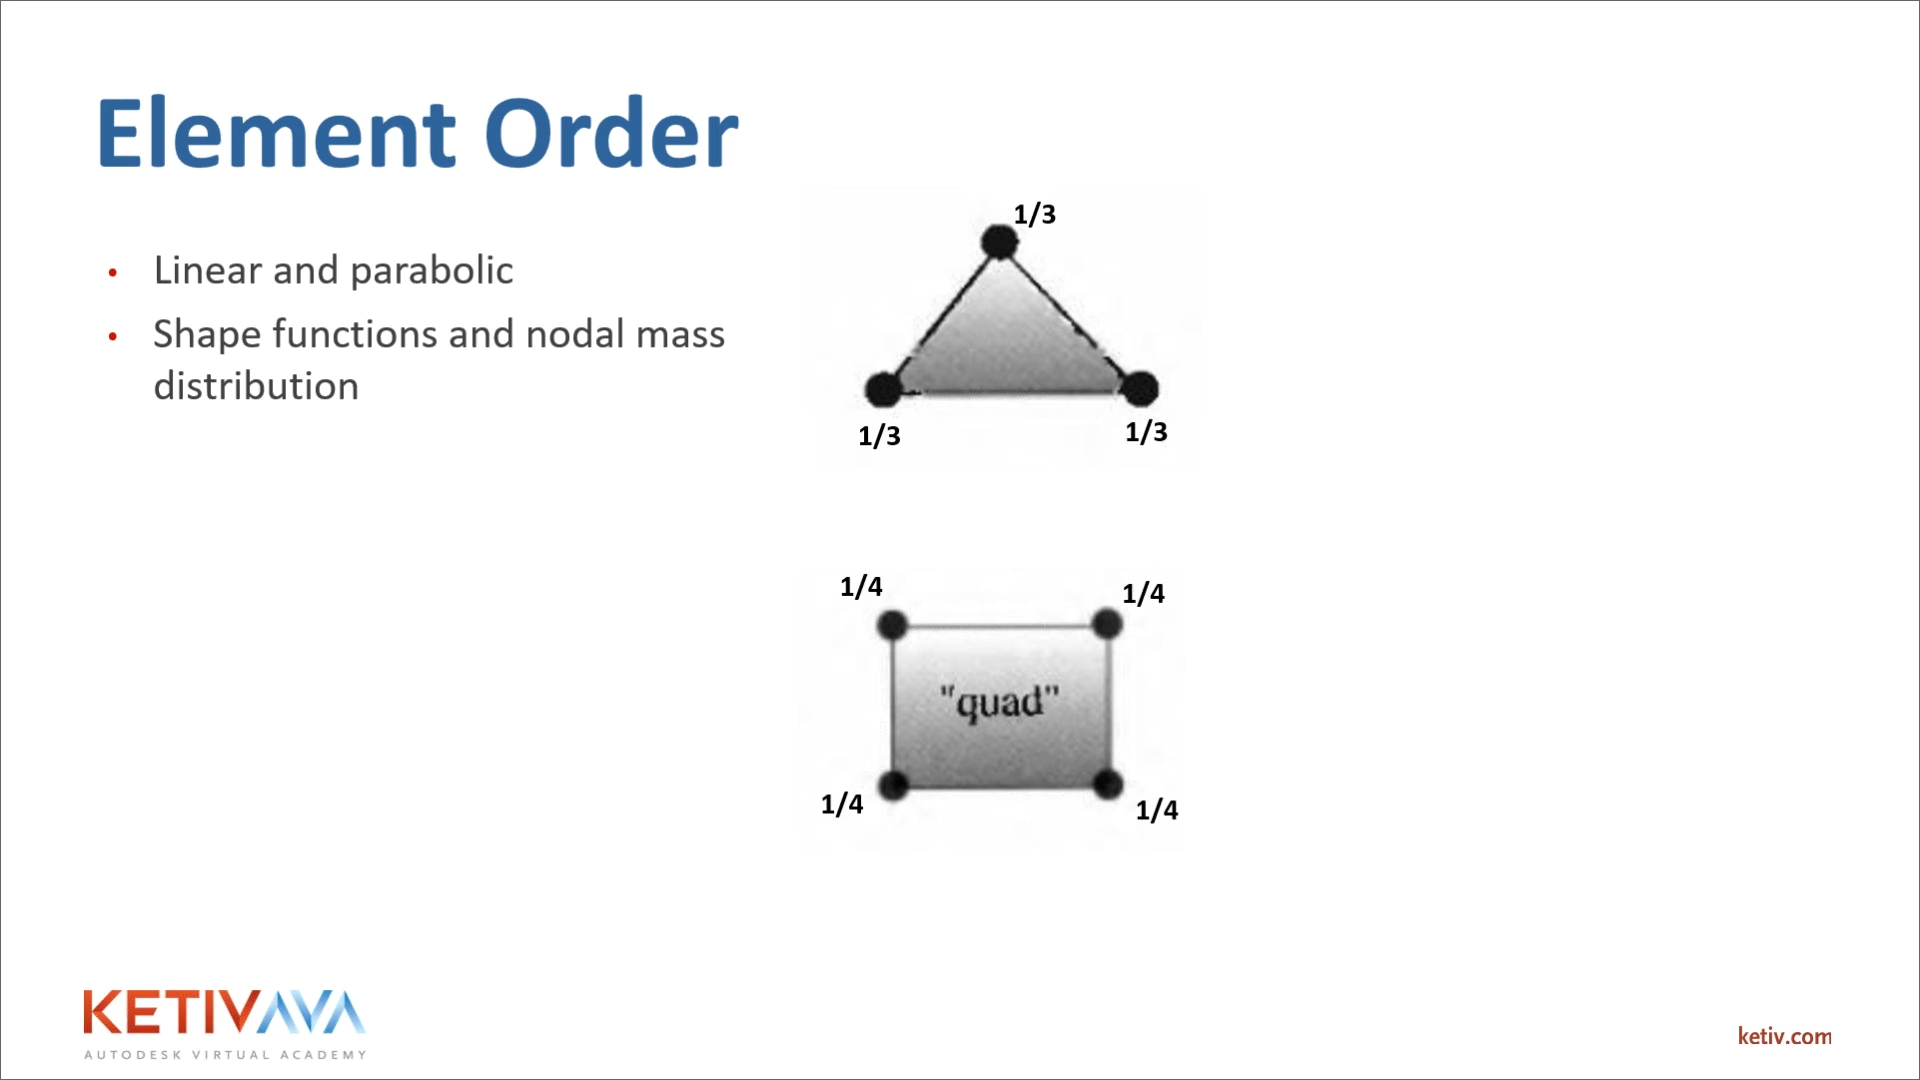 Element Order
• Linear and parabolic
• Shape functions and nodal mass
distribution
1/3
1/3
1/3
1/4
1/4
"quad"
1/4
1/4
KETIVAVA
AUTODESK VIRTUAL ACADEMY
ketiv.com